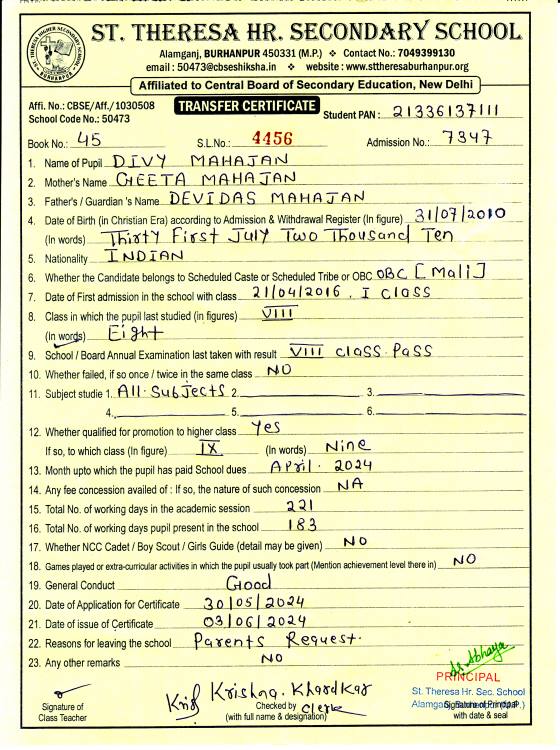 ST. THERESA HR. SECONDARY SCHOOL
Alamganj, BURHANPUR 450331 (M.P.) ❖ Contact No.: 7049399130
email : 50473@cbseshiksha.in ❖ website : www.sttheresaburhanpur.org
Affiliated to Central Board of Secondary Education, New Delhi
Affi. No.: CBSE/Aff./1030508 TRANSFER CERTIFICATE Student PAN : 21336137111
School Code No.: 50473
Book No.: 45 S.L.No.: 4456 Admission No.: 7347
1. Name of Pupil DIVY MAHAJAN
2. Mother's Name GEETA MAHAJAN
3. Father's / Guardian 's Name DEVIDAS MAHAJAN
4. Date of Birth (in Christian Era) according to Admission & Withdrawal Register (In figure) 31/07/2010
(In words) Thirty First July Two Thousand Ten
5. Nationality INDIAN
6. Whether the Candidate belongs to Scheduled Caste or Scheduled Tribe or OBC OBC [Mali]
7. Date of First admission in the school with class 21/04/2016. I class
8. Class in which the pupil last studied (in figures) VIII
(In words) Eight
9. School / Board Annual Examination last taken with result VIII class Pass
10. Whether failed, if so once / twice in the same class NO
11. Subject studie 1. All Subjects 2. 3.
4. 5. 6.
12. Whether qualified for promotion to higher class Yes
If so, to which class (In figure) IX (In words) Nine
13. Month upto which the pupil has paid School dues April. 2024
14. Any fee concession availed of : If so, the nature of such concession NA
15. Total No. of working days in the academic session 221
16. Total No. of working days pupil present in the school 183
17. Whether NCC Cadet / Boy Scout / Girls Guide (detail may be given) NO
18. Games played or extra-curricular activities in which the pupil usually took part (Mention achievement level there in) NO
19. General Conduct Good
20. Date of Application for Certificate 30/05/2024
21. Date of issue of Certificate 03/06/2024
22. Reasons for leaving the school Parents Request.
23. Any other remarks NO
PRINCIPAL
St. Theresa Hr. Sec. School
Krishna. Khardkar
Signature of Class Teacher
Checked by Clerk
(with full name & designation)
Signature of Principal
with date & seal